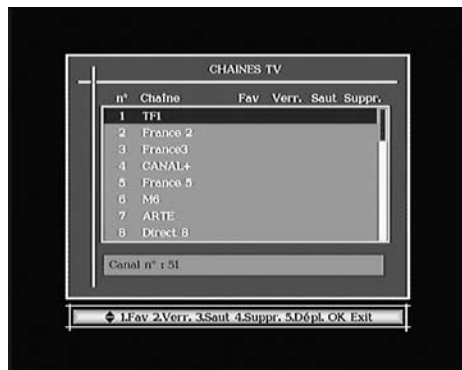 CHAINES TV
n° Chaîne Fav Verr. Saut Suppr.
1 TF1
2 France 2
3 France3
4 CANAL+
5 France 5
6 M6
7 ARTE
8 Direct 8
Canal n° : 51
1.Fav 2.Verr. 3.Saut 4.Suppr. 5.Dépl. OK Exit